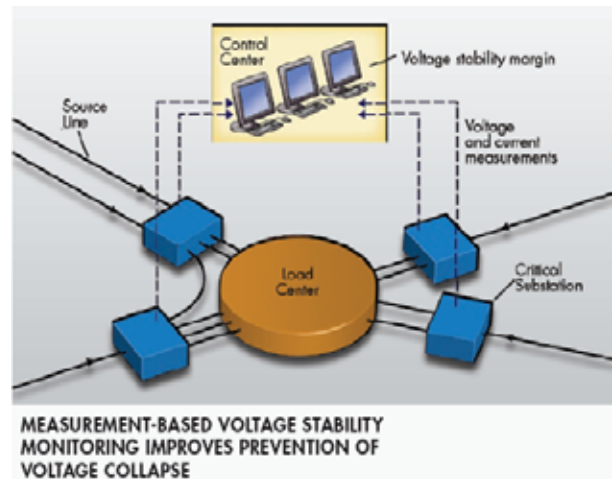 Control
Center
Voltage stability margin
Source
Line
Voltage
and current
measurements
Load
Center
Critical
Substation
MEASUREMENT-BASED VOLTAGE STABILITY
MONITORING IMPROVES PREVENTION OF
VOLTAGE COLLAPSE